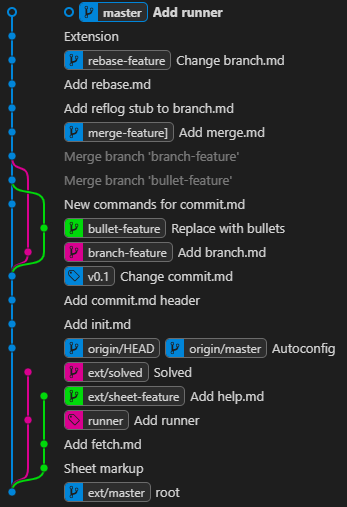 master Add runner
Extension
rebase-feature Change branch.md
Add rebase.md
Add reflog stub to branch.md
merge-feature] Add merge.md
Merge branch 'branch-feature'
Merge branch 'bullet-feature'
New commands for commit.md
bullet-feature Replace with bullets
branch-feature Add branch.md
v0.1 Change commit.md
Add commit.md header
Add init.md
origin/HEAD origin/master Autoconfig
ext/solved Solved
ext/sheet-feature Add help.md
runner Add runner
Add fetch.md
Sheet markup
ext/master root